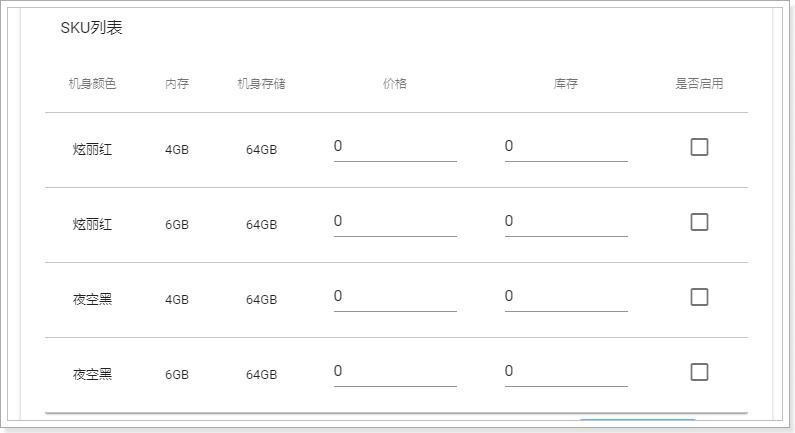 SKU列表
机身颜色 内存 机身存储 价格 库存 是否启用
炫丽红 4GB 64GB 0 0
炫丽红 6GB 64GB 0 0
夜空黑 4GB 64GB 0 0
夜空黑 6GB 64GB 0 0